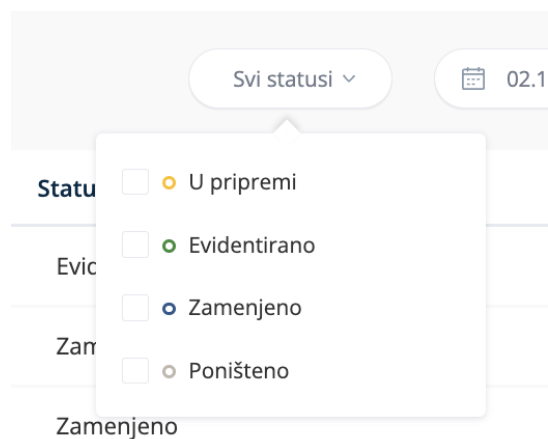 Svi statusi
02.1
Statu
U pripremi
Evid
Evidentirano
Zam
Zamenjeno
Poništeno
Zamenjeno